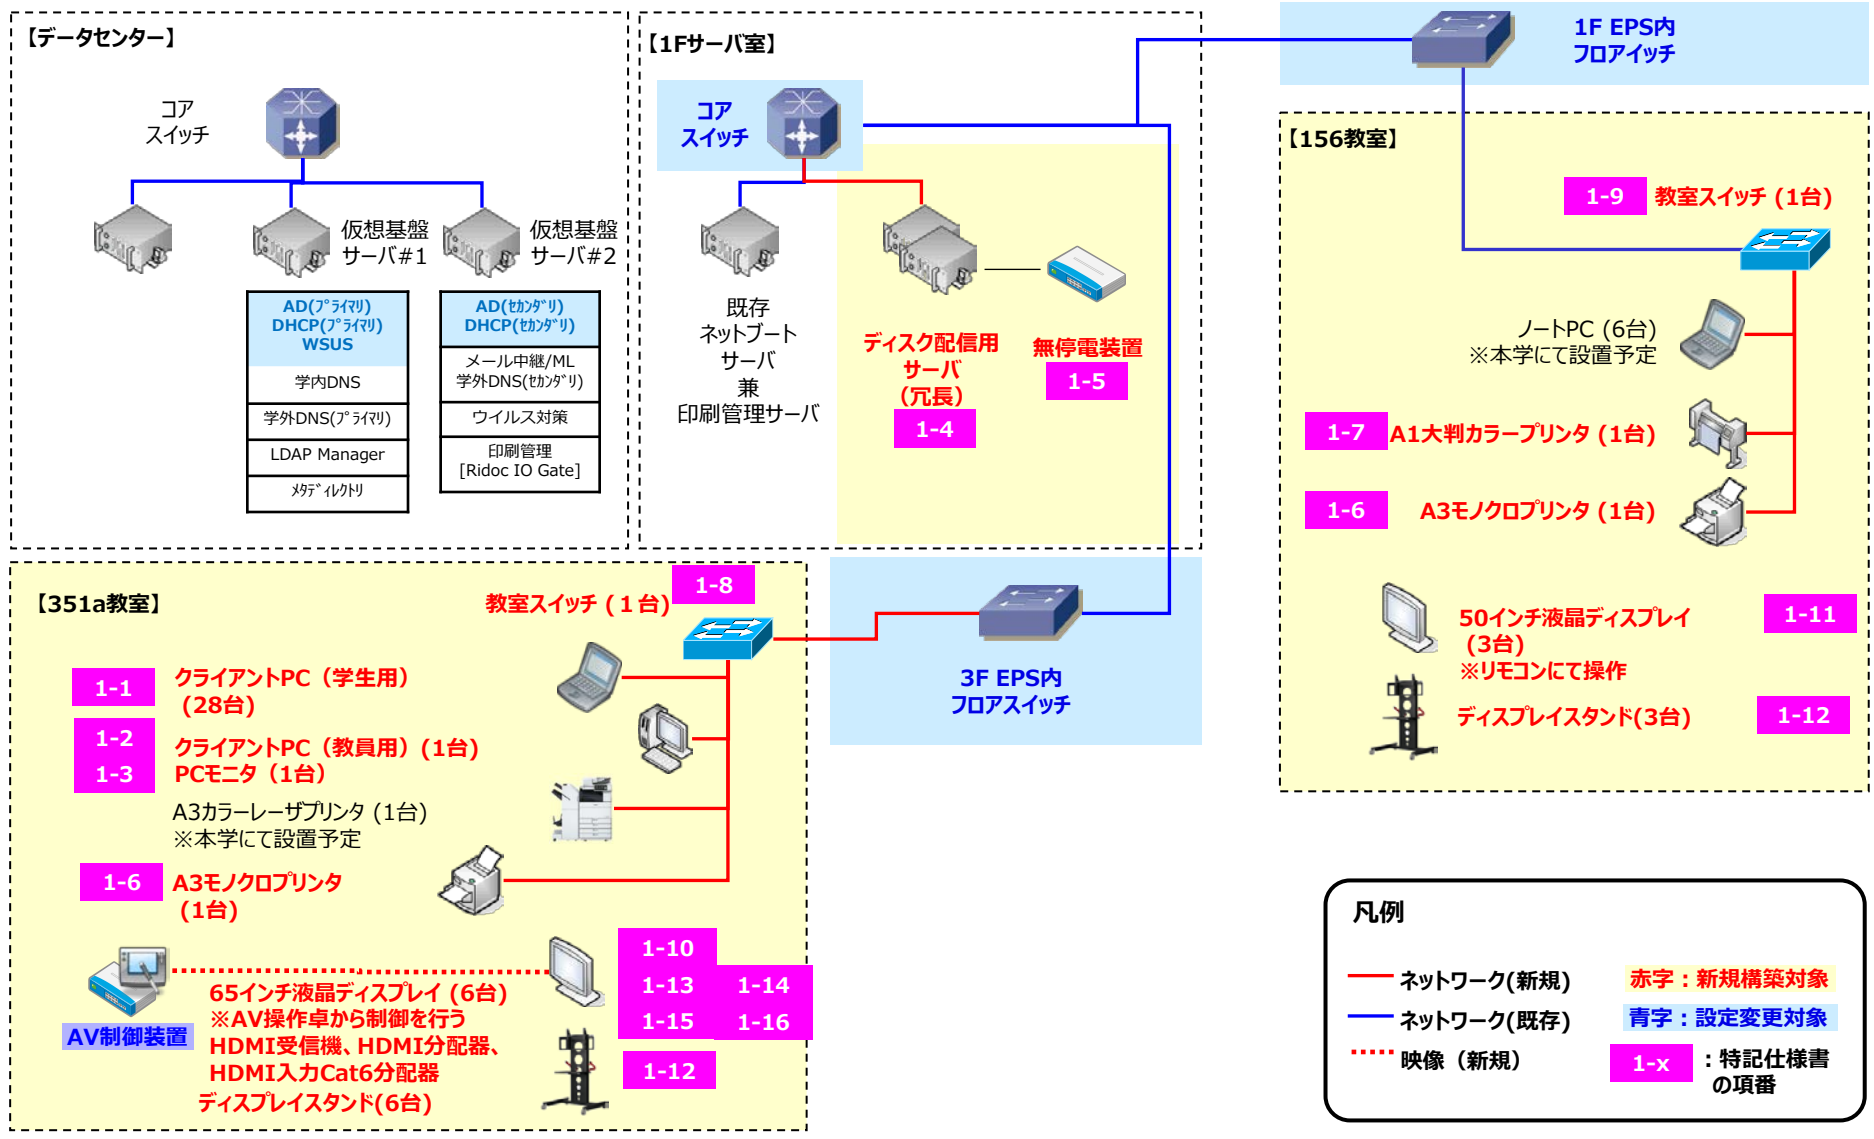 【データセンター】
コア
スイッチ
仮想基盤
サーバ#1
仮想基盤
サーバ#2
AD(ﾌﾟﾗｲﾏﾘ)
DHCP(ﾌﾟﾗｲﾏﾘ)
WSUS
学内DNS
学外DNS(ﾌﾟﾗｲﾏﾘ)
LDAP Manager
ﾒﾀﾃﾞｨﾚｸﾄﾘ
AD(ｾｶﾝﾀﾞﾘ)
DHCP(ｾｶﾝﾀﾞﾘ)
メール中継/ML
学外DNS(ｾｶﾝﾀﾞﾘ)
ウイルス対策
印刷管理
[Ridoc IO Gate]
【1Fサーバ室】
コア
スイッチ
既存
ネットブート
サーバ
兼
印刷管理サーバ
ディスク配信用
サーバ
（冗長）
1-4
無停電装置
1-5
1F EPS内
フロアイッチ
【156教室】
1-9
教室スイッチ (1台)
ノートPC (6台)
※本学にて設置予定
1-7
A1大判カラープリンタ (1台)
1-6
A3モノクロプリンタ (1台)
50インチ液晶ディスプレイ
(3台)
※リモコンにて操作
1-11
ディスプレイスタンド(3台)
1-12
【351a教室】
教室スイッチ (１台)
1-8
1-1
クライアントPC（学生用）
(28台)
1-2
クライアントPC（教員用）(1台)
1-3
PCモニタ（1台）
A3カラーレーザプリンタ (1台)
※本学にて設置予定
1-6
A3モノクロプリンタ
(1台)
AV制御装置
65インチ液晶ディスプレイ (6台)
※AV操作卓から制御を行う
HDMI受信機、HDMI分配器、
HDMI入力Cat6分配器
ディスプレイスタンド(6台)
1-10
1-13
1-14
1-15
1-16
1-12
3F EPS内
フロアスイッチ
凡例
ネットワーク(新規)
ネットワーク(既存)
映像（新規）
赤字：新規構築対象
青字：設定変更対象
1-x
：特記仕様書
の項番